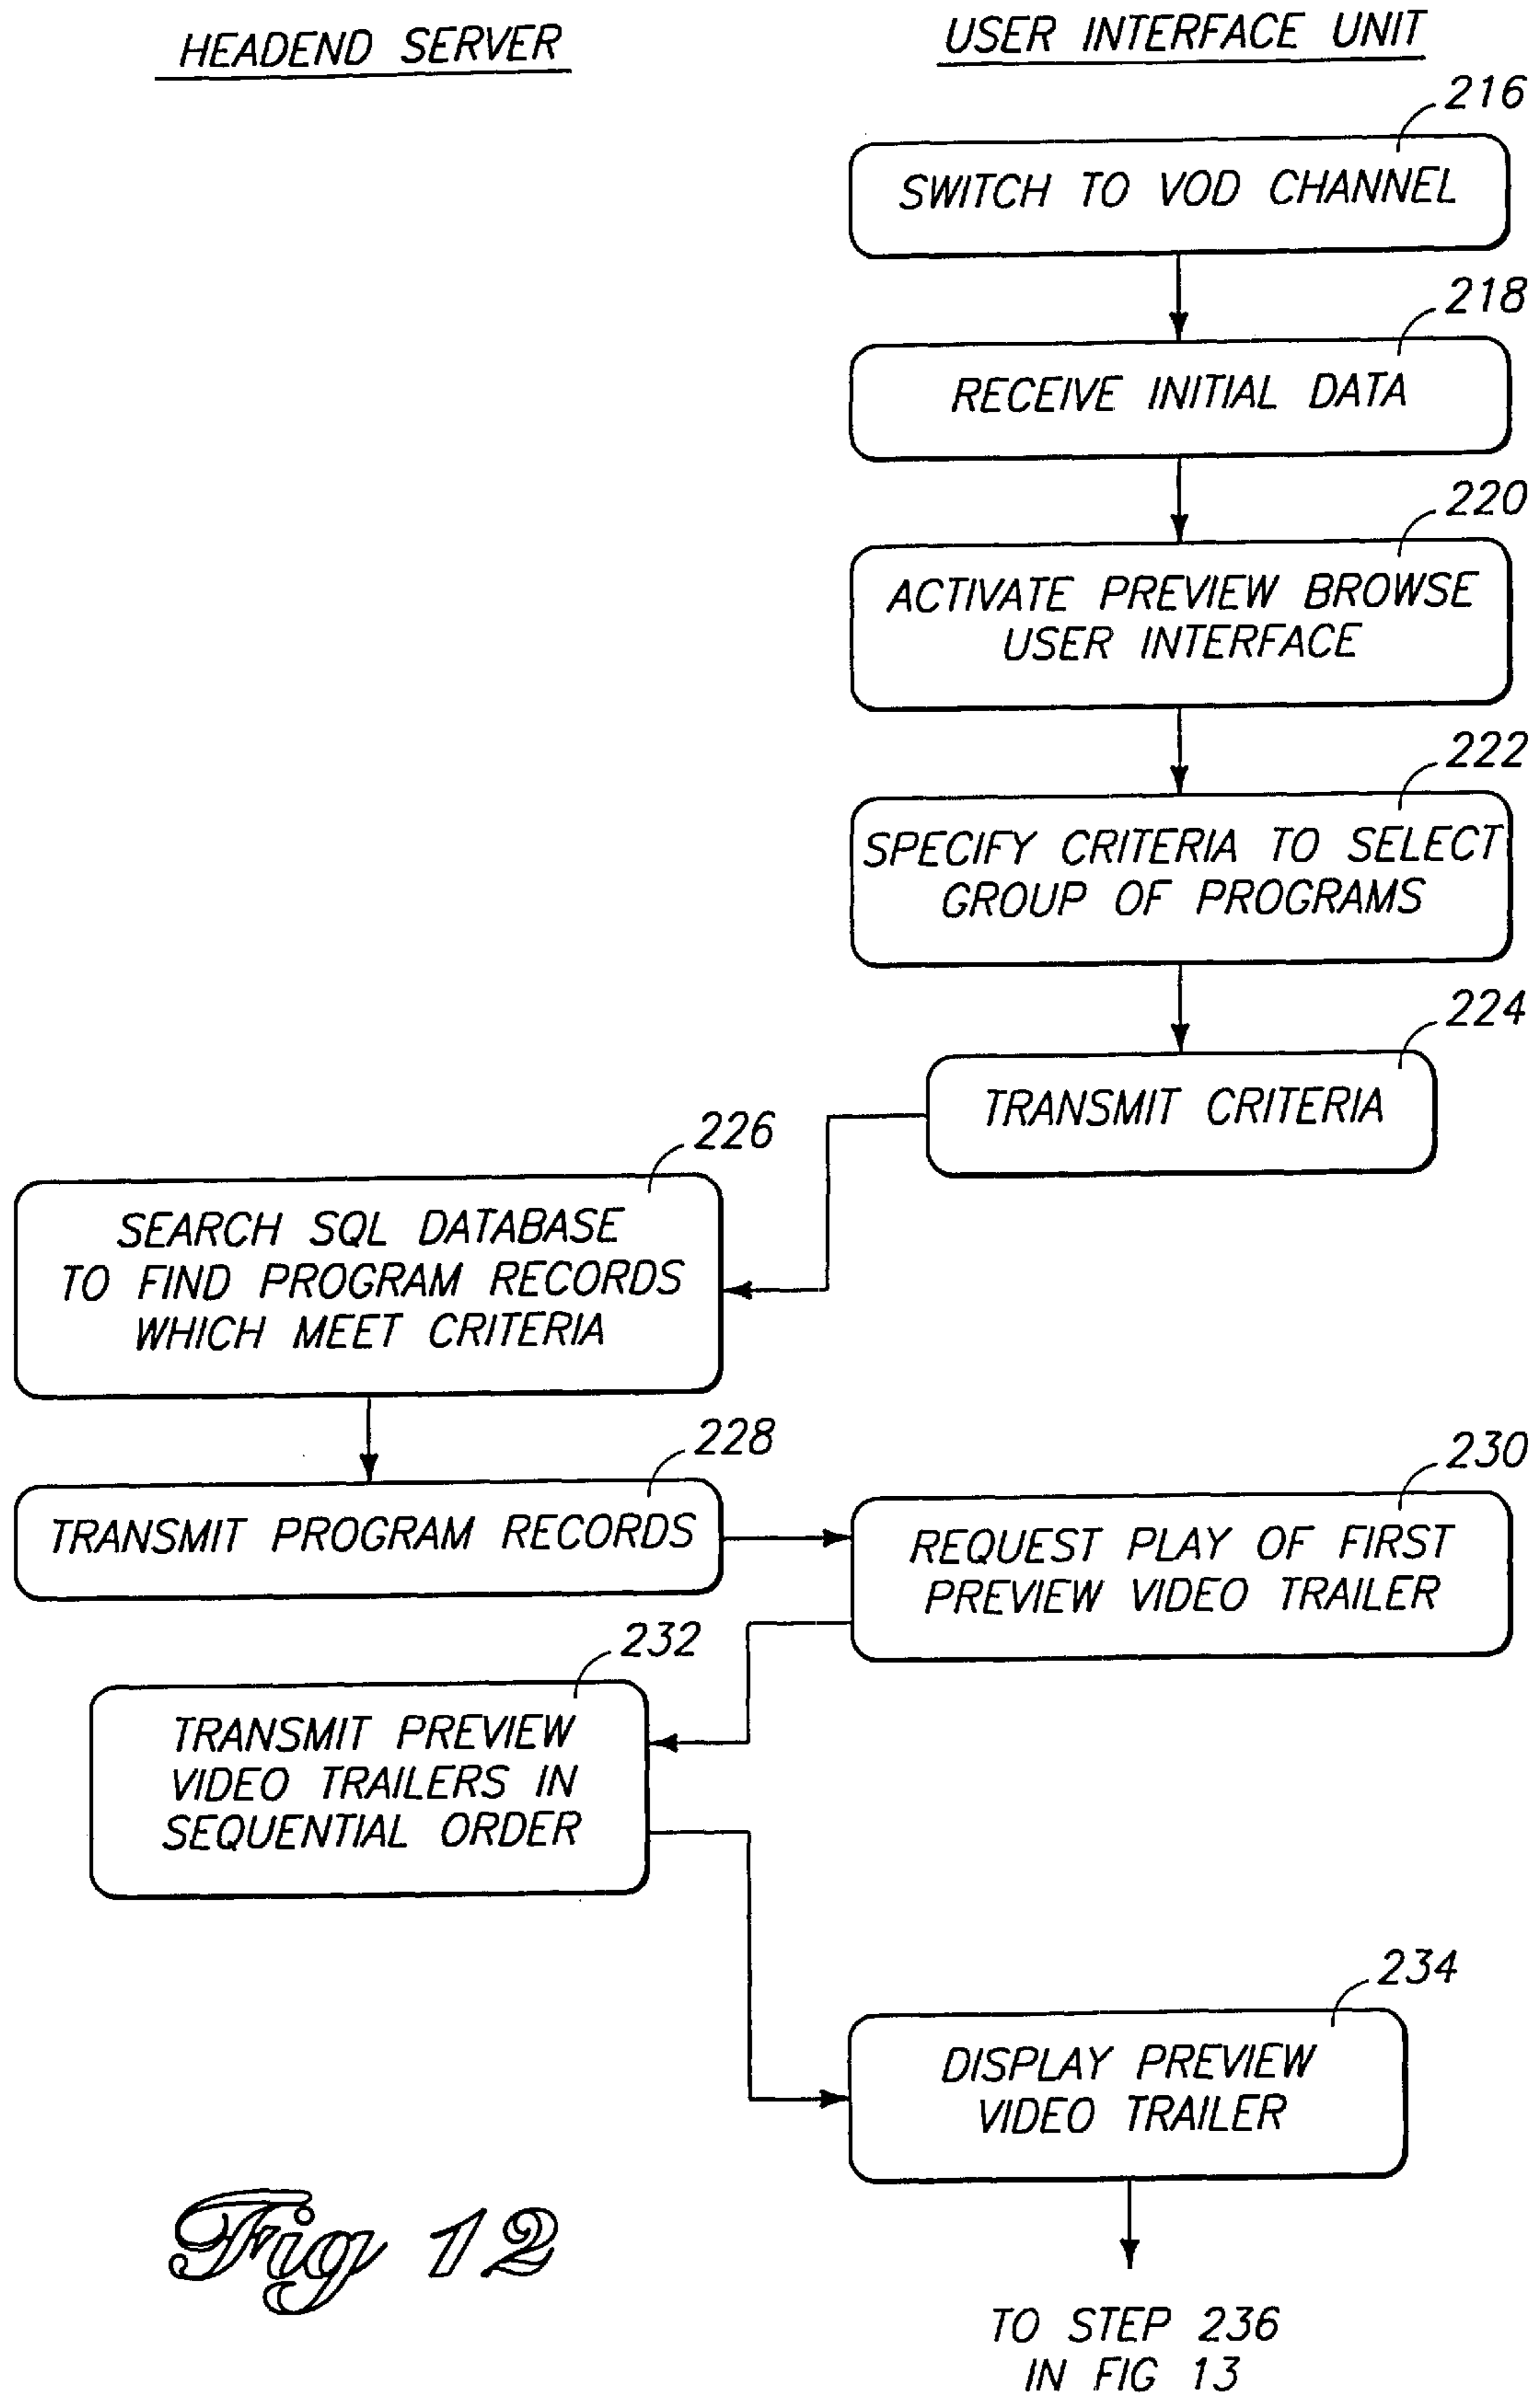 HEADEND SERVER
USER INTERFACE UNIT
216
SWITCH TO VOD CHANNEL
218
RECEIVE INITIAL DATA
220
ACTIVATE PREVIEW BROWSE
USER INTERFACE
222
SPECIFY CRITERIA TO SELECT
GROUP OF PROGRAMS
224
TRANSMIT CRITERIA
226
SEARCH SQL DATABASE
TO FIND PROGRAM RECORDS
WHICH MEET CRITERIA
228
TRANSMIT PROGRAM RECORDS
230
REQUEST PLAY OF FIRST
PREVIEW VIDEO TRAILER
232
TRANSMIT PREVIEW
VIDEO TRAILERS IN
SEQUENTIAL ORDER
234
DISPLAY PREVIEW
VIDEO TRAILER
TO STEP 236
IN FIG 13
Fig 12